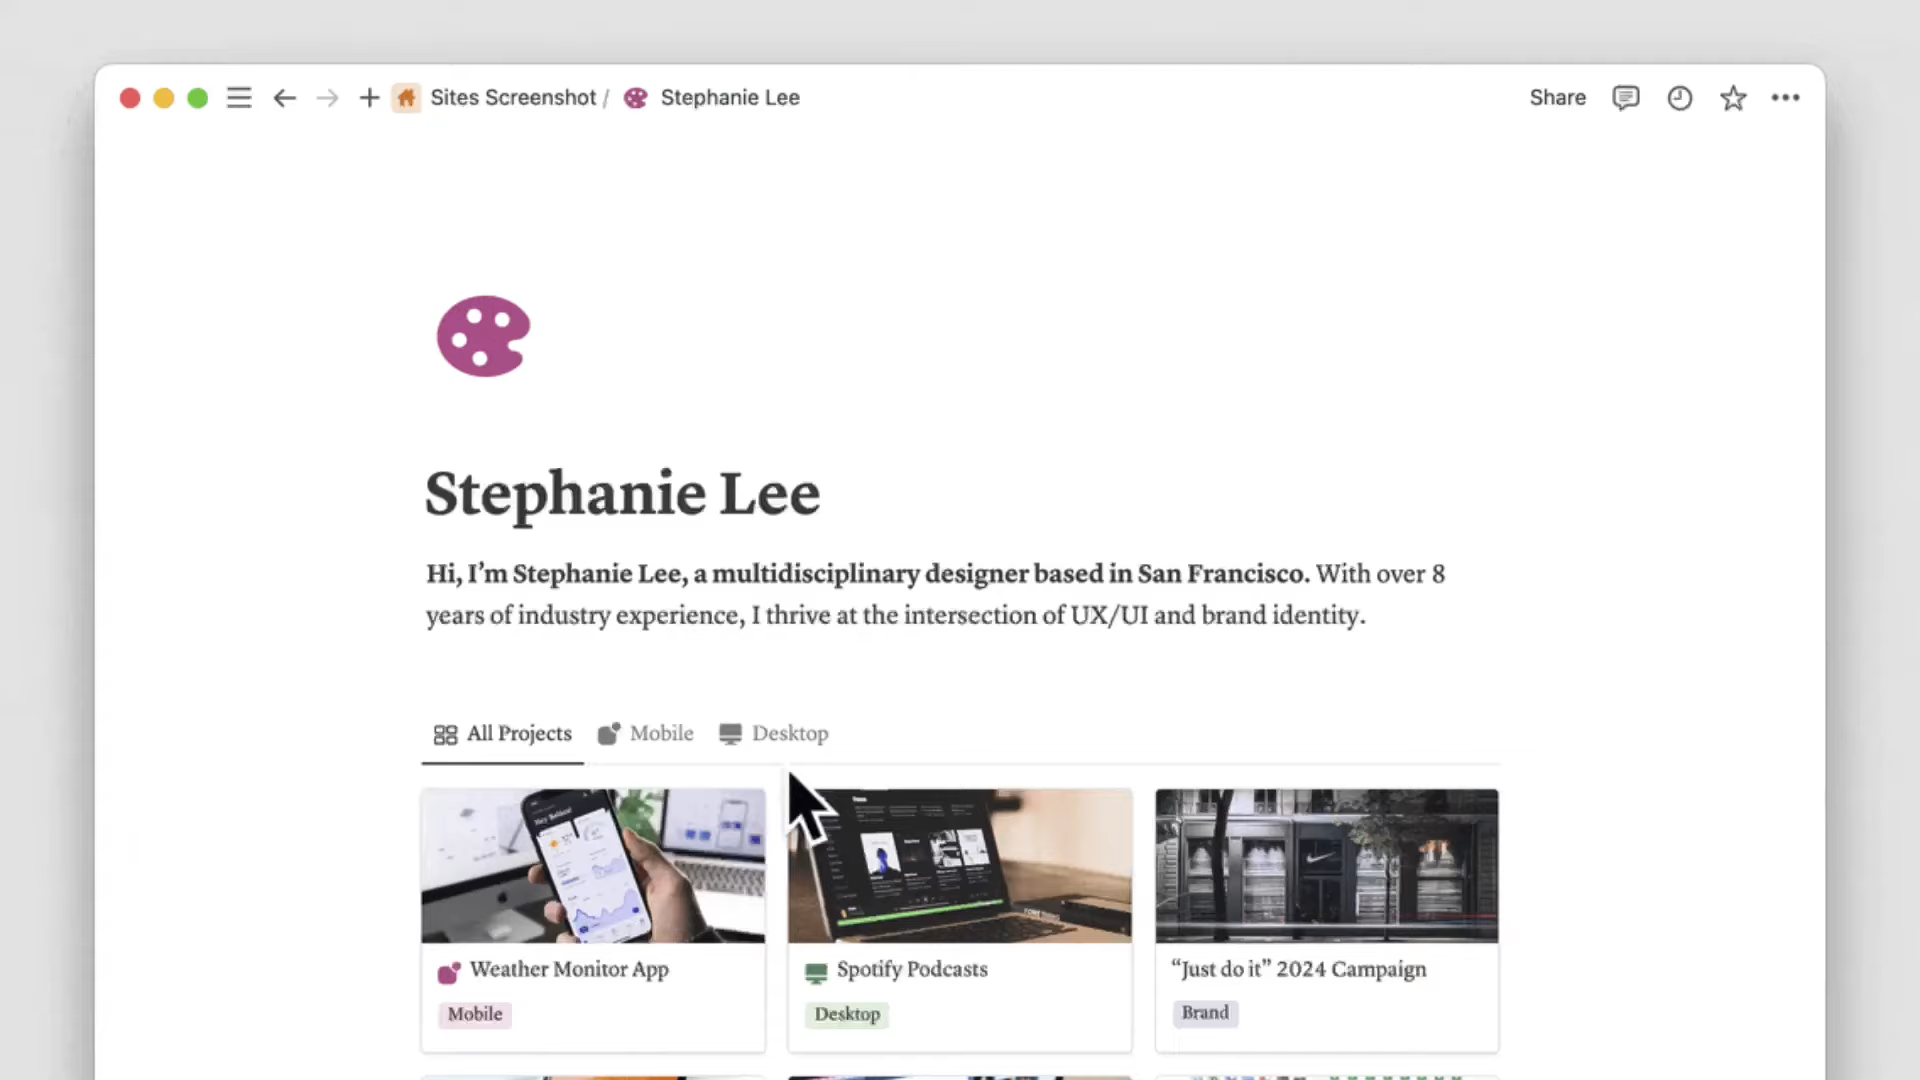 Sites Screenshot / Stephanie Lee
Share
Stephanie Lee
Hi, I’m Stephanie Lee, a multidisciplinary designer based in San Francisco. With over 8
years of industry experience, I thrive at the intersection of UX/UI and brand identity.
All Projects Mobile Desktop
Weather Monitor App
Mobile
Spotify Podcasts
Desktop
“Just do it” 2024 Campaign
Brand